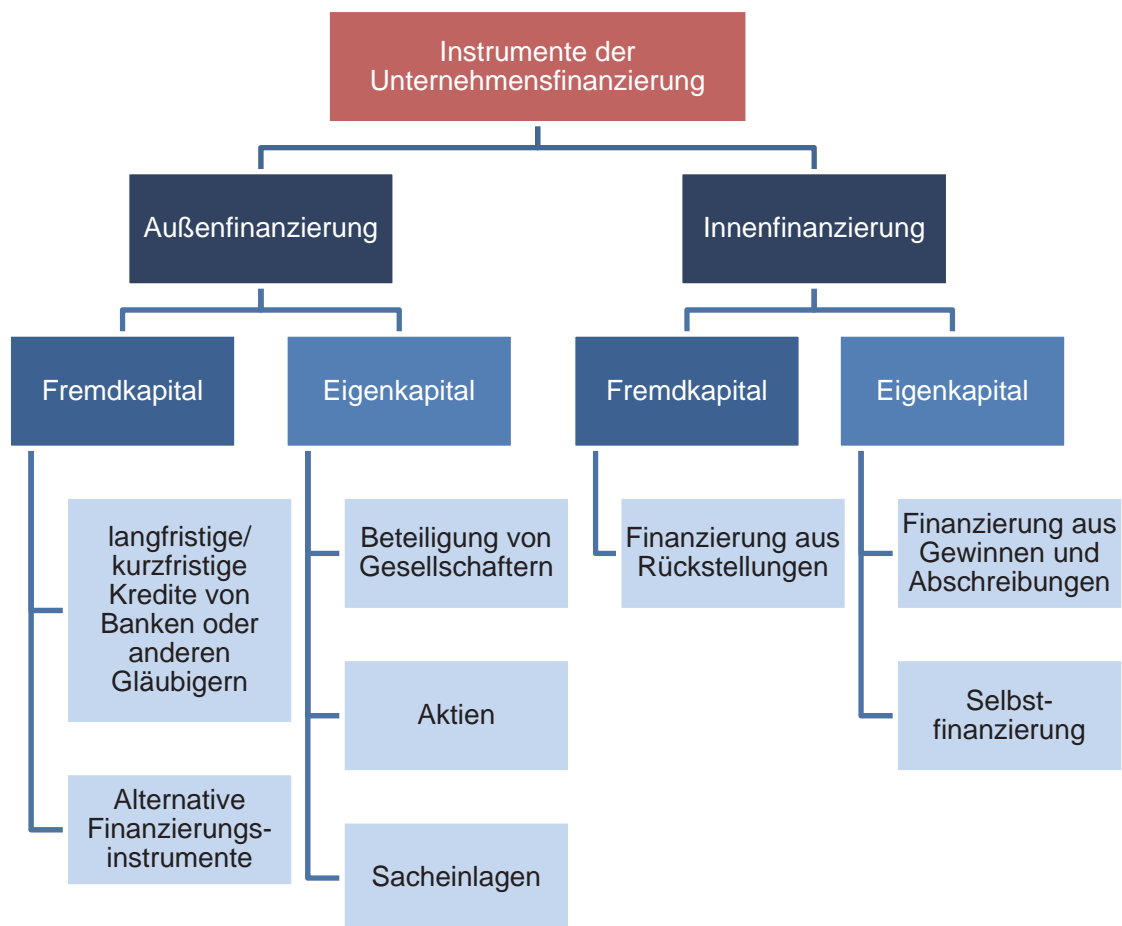 Instrumente der
Unternehmensfinanzierung
Außenfinanzierung
Innenfinanzierung
Fremdkapital
Eigenkapital
Fremdkapital
Eigenkapital
langfristige/
kurzfristige
Kredite von
Banken oder
anderen
Gläubigern
Beteiligung von
Gesellschaftern
Finanzierung aus
Rückstellungen
Finanzierung aus
Gewinnen und
Abschreibungen
Aktien
Selbst-
finanzierung
Alternative
Finanzierungs-
instrumente
Sacheinlagen